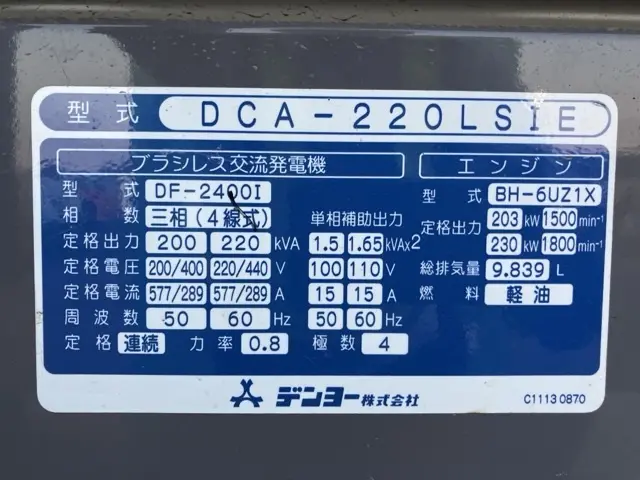 型式 DCA-220LSIE
ブラシレス交流発電機
型式 DF-2400I
相数 三相(4線式) 単相補助出力
定格出力 200 220 kVA 1.5 1.65 kVAx2
定格電圧 200/400 220/440 V 100 110 V
定格電流 577/289 577/289 A 15 15 A
周波数 50 60 Hz 50 60 Hz
定格 連続 力率 0.8 極数 4
エンジン
型式 BH-6UZ1X
定格出力 203 kW 1500 min⁻¹
230 kW 1800 min⁻¹
総排気量 9.839 L
燃料 軽油
デンヨー株式会社
C11130870